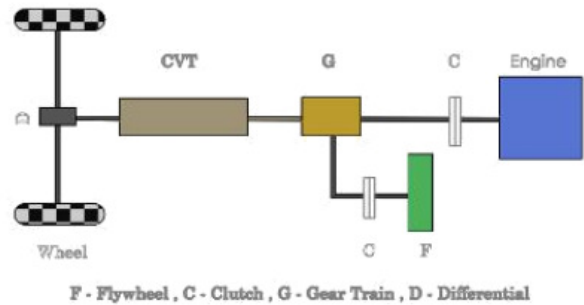 CVT G C Engine
D
Wheel C F
F - Flywheel , C - Clutch , G - Gear Train , D - Differential